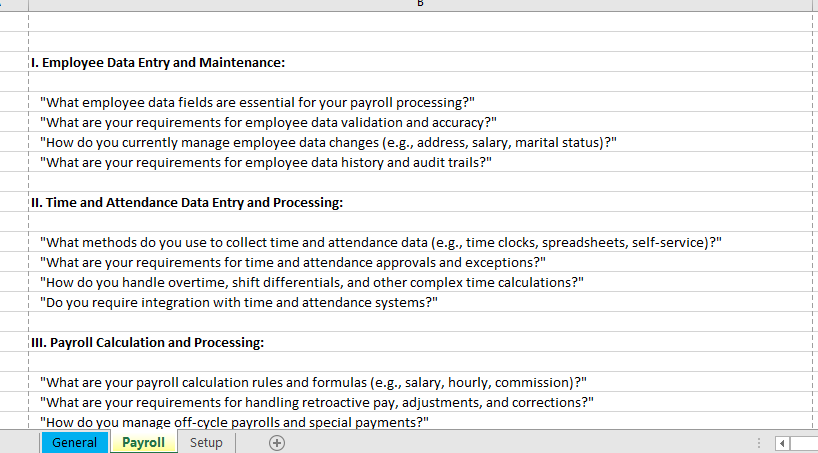 B
I. Employee Data Entry and Maintenance:
"What employee data fields are essential for your payroll processing?"
"What are your requirements for employee data validation and accuracy?"
"How do you currently manage employee data changes (e.g., address, salary, marital status)?"
"What are your requirements for employee data history and audit trails?"
II. Time and Attendance Data Entry and Processing:
"What methods do you use to collect time and attendance data (e.g., time clocks, spreadsheets, self-service)?"
"What are your requirements for time and attendance approvals and exceptions?"
"How do you handle overtime, shift differentials, and other complex time calculations?"
"Do you require integration with time and attendance systems?"
III. Payroll Calculation and Processing:
"What are your payroll calculation rules and formulas (e.g., salary, hourly, commission)?"
"What are your requirements for handling retroactive pay, adjustments, and corrections?"
"How do you manage off-cycle payrolls and special payments?"
General Payroll Setup